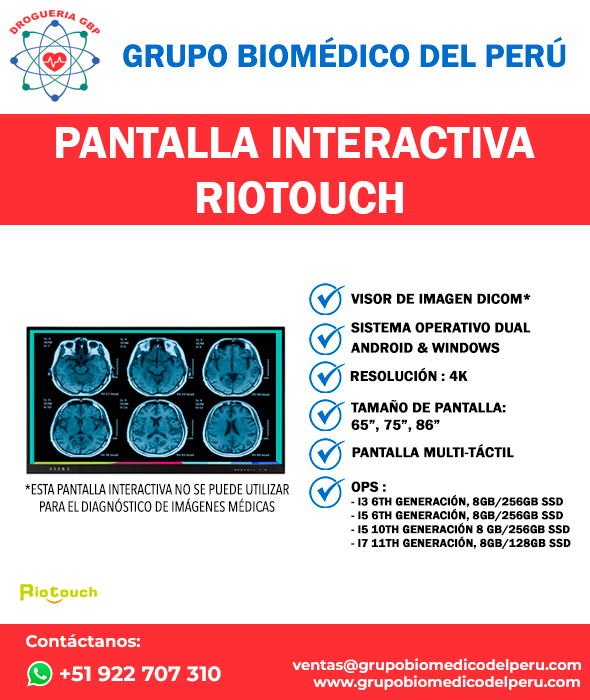 DROGUERIA GBP
GRUPO BIOMÉDICO DEL PERÚ
PANTALLA INTERACTIVA
RIOTOUCH
VISOR DE IMAGEN DICOM*
SISTEMA OPERATIVO DUAL
ANDROID & WINDOWS
RESOLUCIÓN : 4K
TAMAÑO DE PANTALLA:
65”, 75”, 86”
PANTALLA MULTI-TÁCTIL
OPS :
- I3 6TH GENERACIÓN, 8GB/256GB SSD
- I5 6TH GENERACIÓN, 8GB/256GB SSD
- I5 10TH GENERACIÓN 8 GB/256GB SSD
- I7 11TH GENERACIÓN, 8GB/128GB SSD
*ESTA PANTALLA INTERACTIVA NO SE PUEDE UTILIZAR
PARA EL DIAGNÓSTICO DE IMÁGENES MÉDICAS
Riotouch
Contáctanos:
+51 922 707 310
ventas@grupobiomedicodelperu.com
www.grupobiomedicodelperu.com